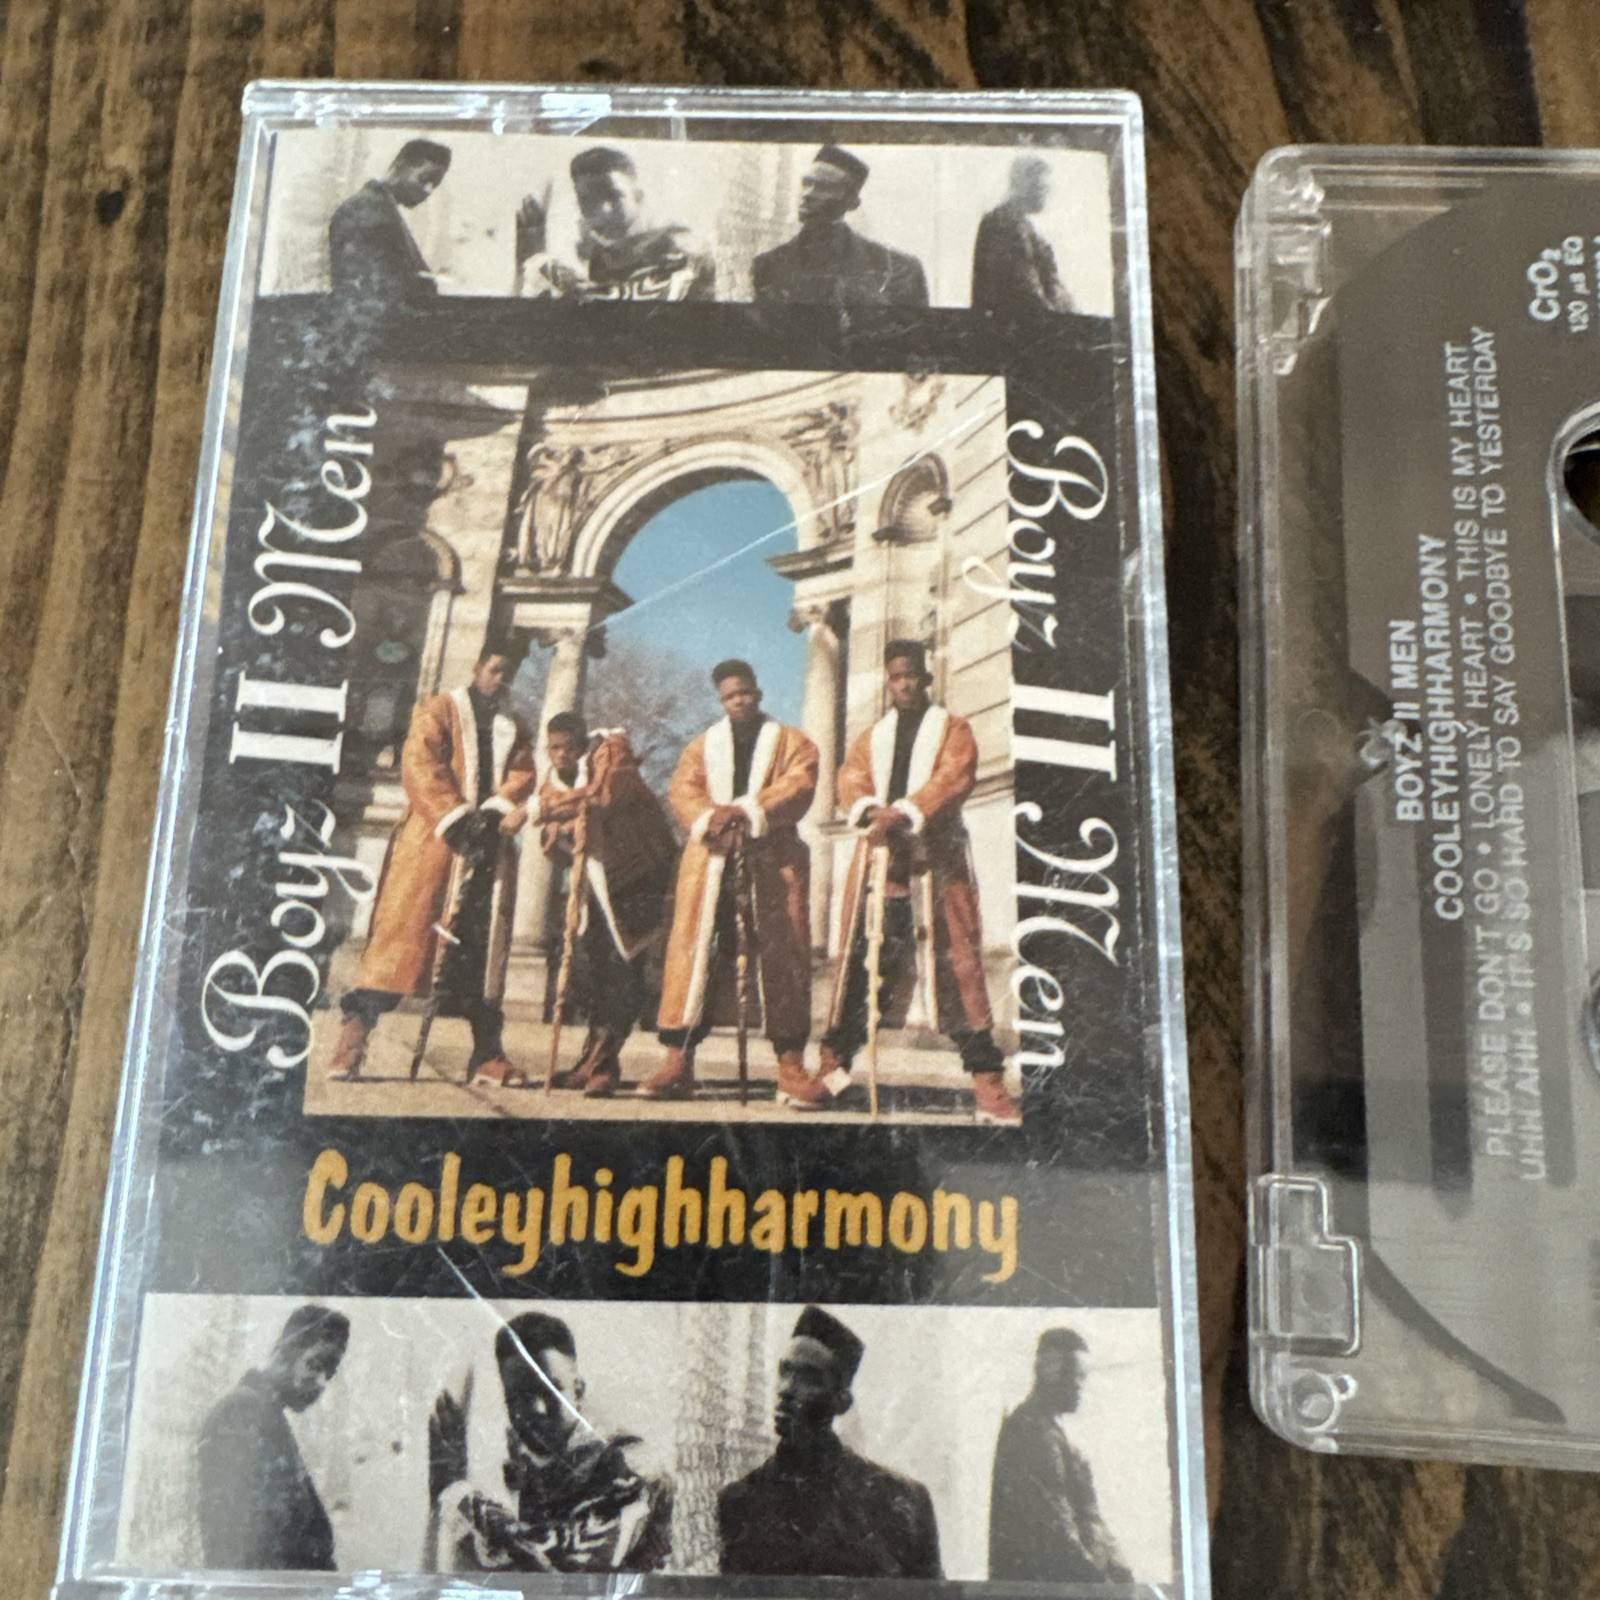 Boyz II Men
Boyz II Men
Cooleyhighharmony
CrO2
120 µs EQ
BOYZ II MEN
COOLEYHIGHHARMONY
PLEASE DON'T GO • LONELY HEART • THIS IS MY HEART
UHH AHH • IT'S SO HARD TO SAY GOODBYE TO YESTERDAY